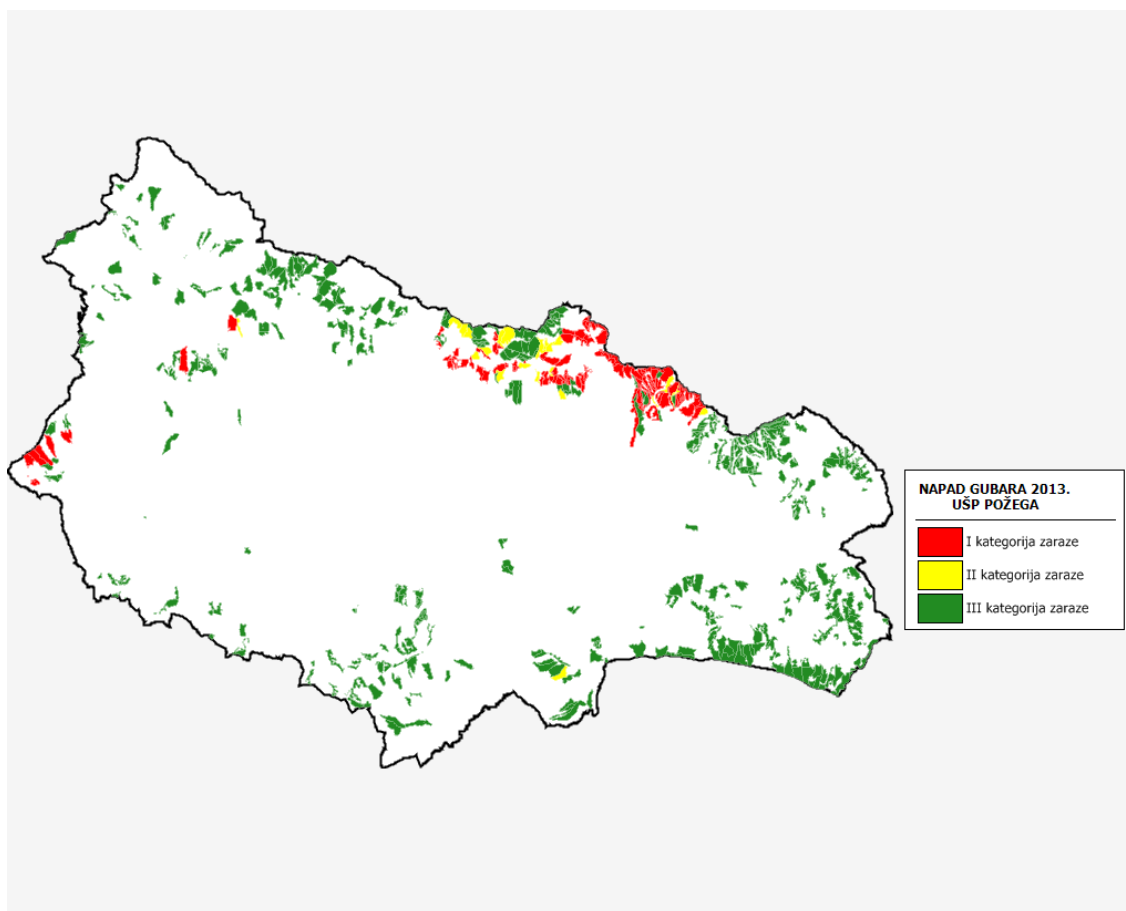 NAPAD GUBARA 2013.
UŠP POŽEGA
I kategorija zaraze
II kategorija zaraze
III kategorija zaraze